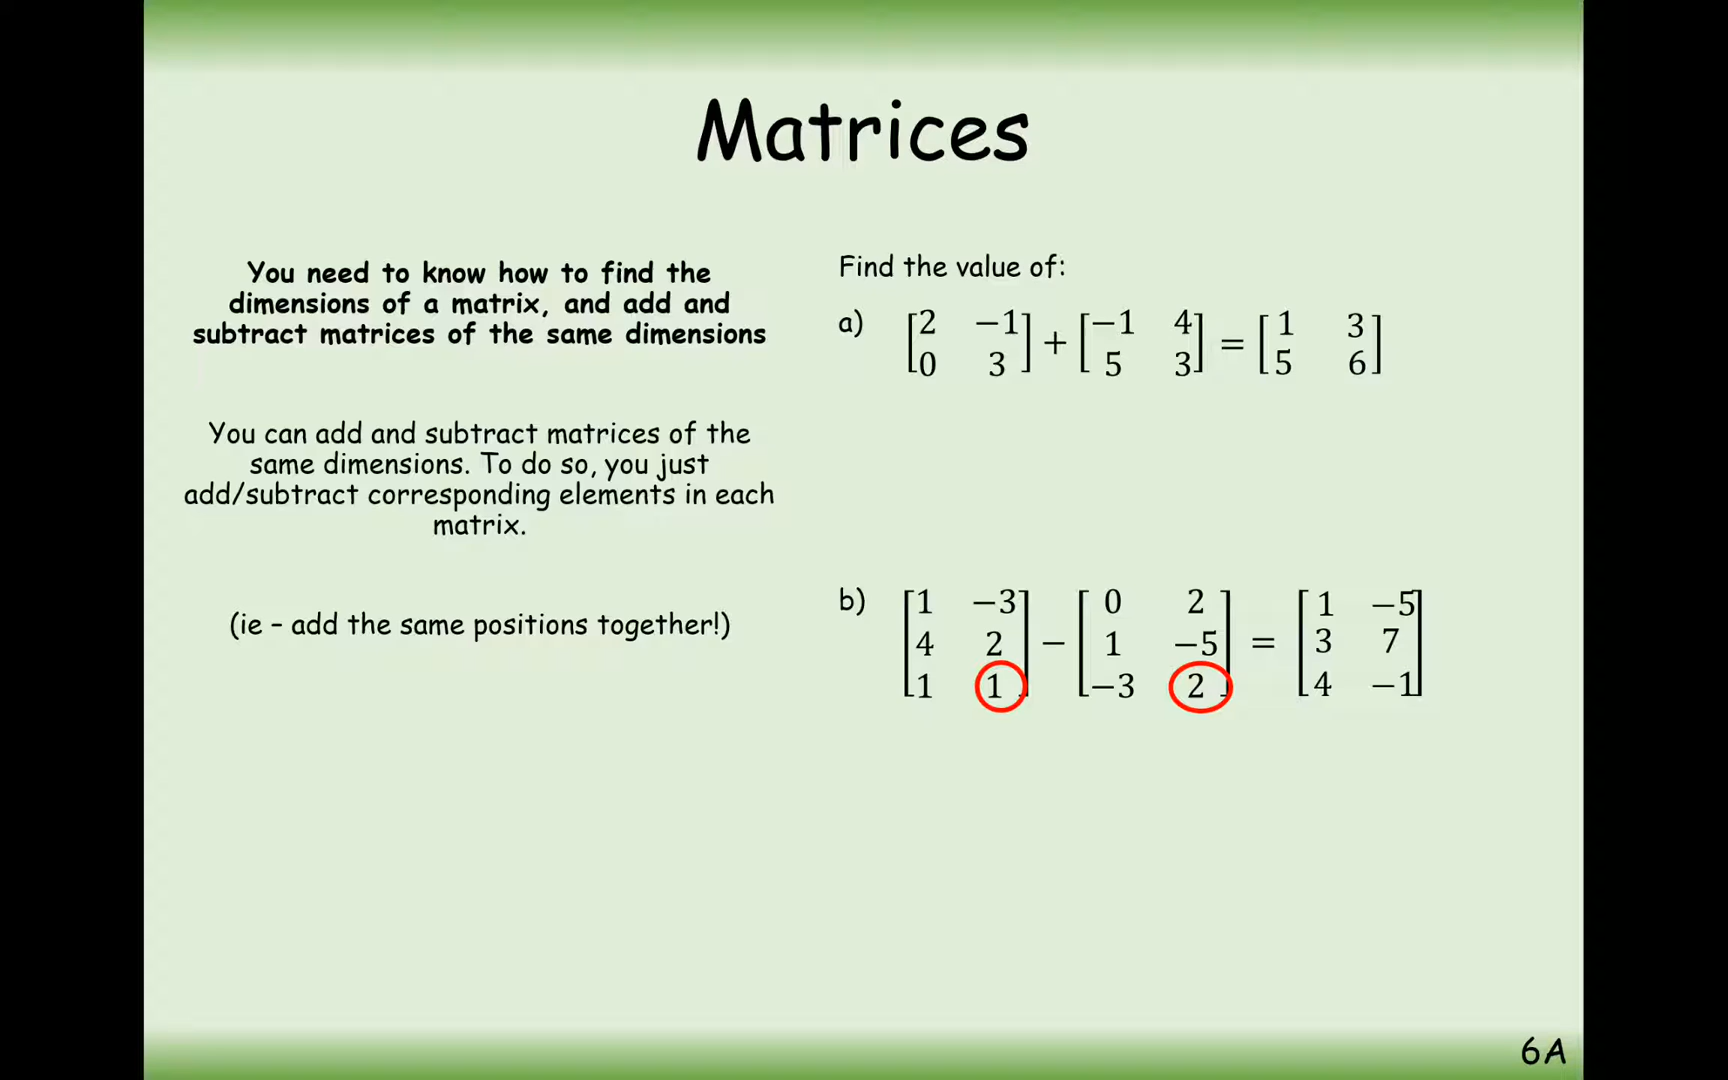 Matrices
You need to know how to find the
dimensions of a matrix, and add and
subtract matrices of the same dimensions
You can add and subtract matrices of the
same dimensions. To do so, you just
add/subtract corresponding elements in each
matrix.
(ie – add the same positions together!)
Find the value of:
a) [2 −1; 0 3] + [−1 4; 5 3] = [1 3; 5 6]
b) [1 −3; 4 2; 1 1] − [0 2; 1 −5; −3 2] = [1 −5; 3 7; 4 −1]
6A